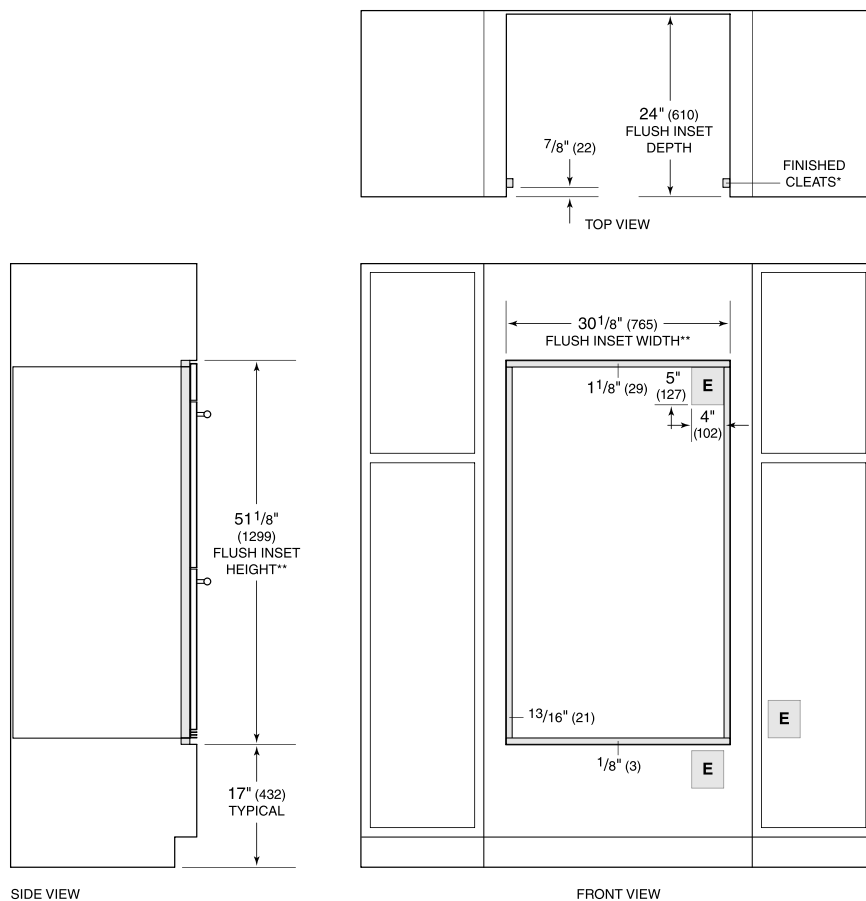 24" (610)
FLUSH INSET
DEPTH
7/8" (22)
FINISHED
CLEATS*
TOP VIEW
30 1/8" (765)
FLUSH INSET WIDTH**
1 1/8" (29)
5"
(127)
E
4"
(102)
51 1/8"
(1299)
FLUSH INSET
HEIGHT**
13/16" (21)
E
1/8" (3)
E
17" (432)
TYPICAL
SIDE VIEW
FRONT VIEW